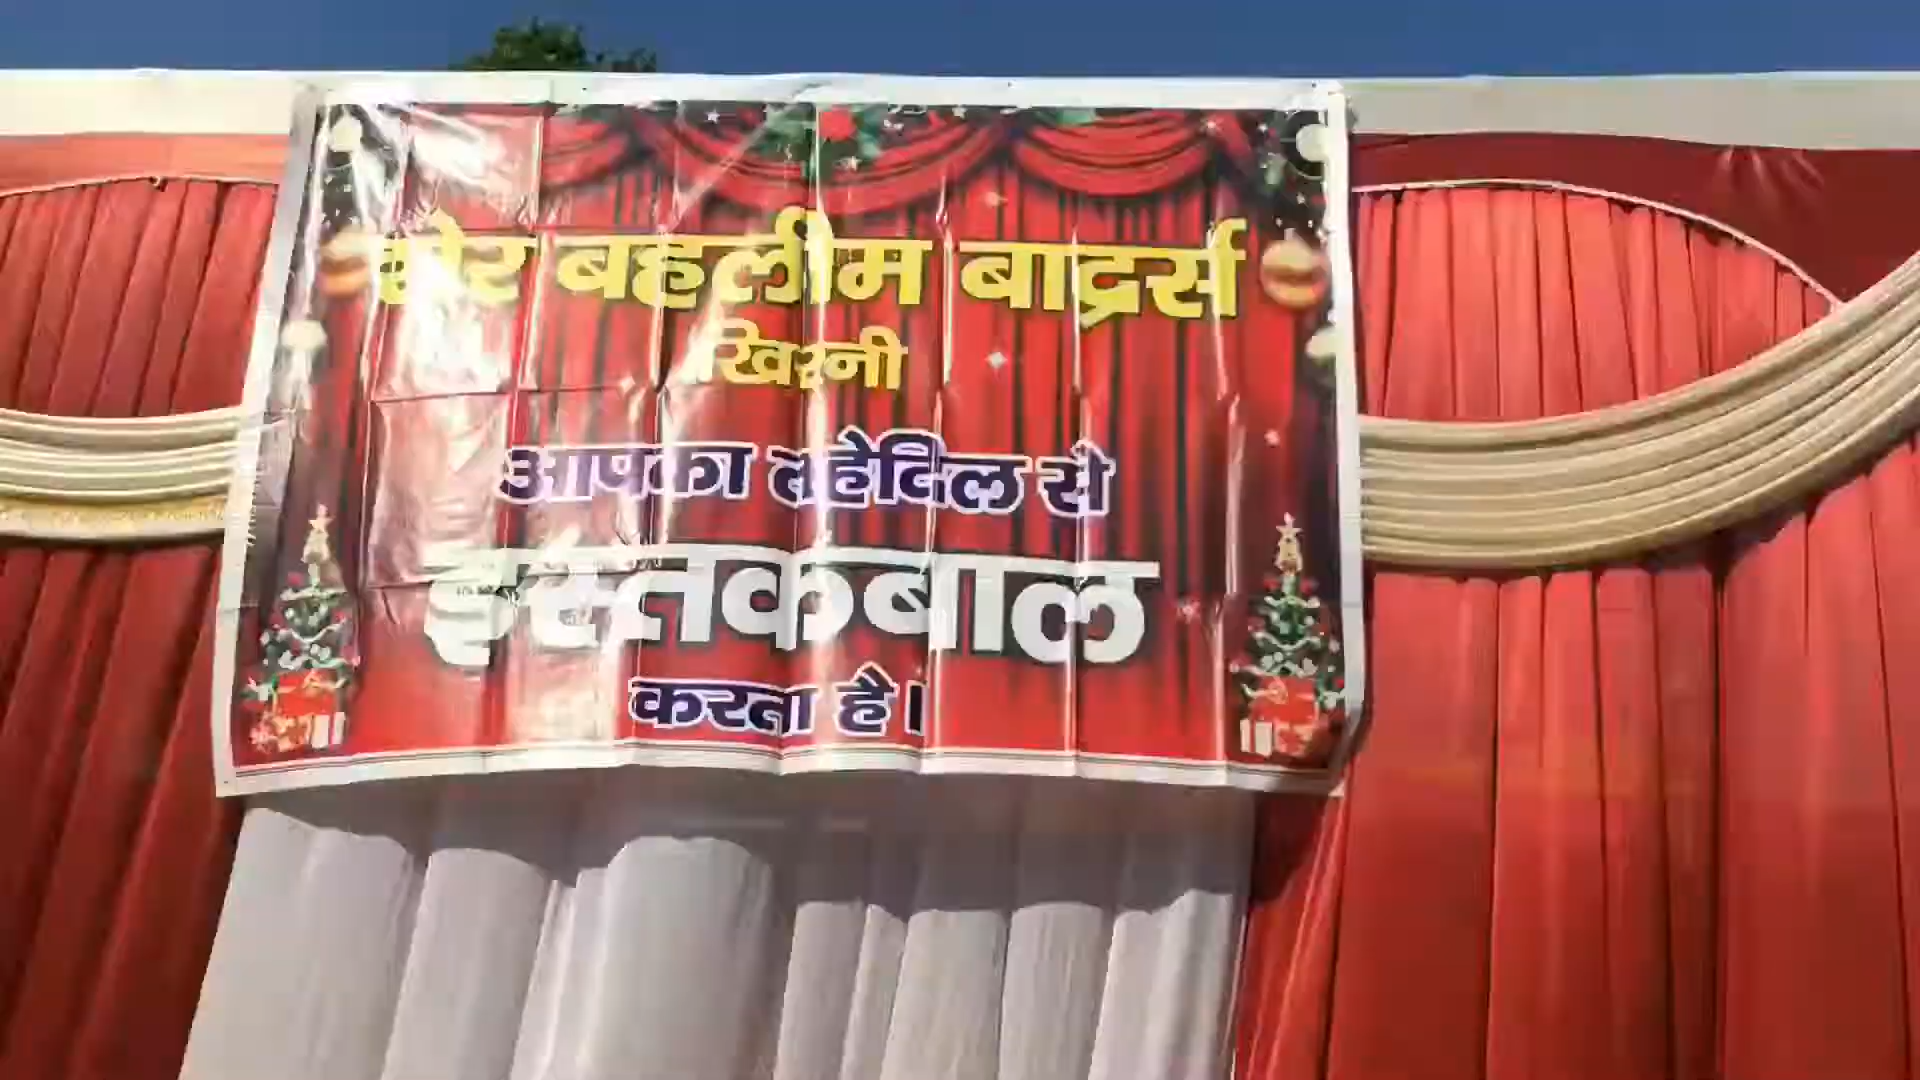 शेर बहलीम बाद्रर्स
खिरनी
आपका तहेदिल से
इस्तकबाल
करता है।